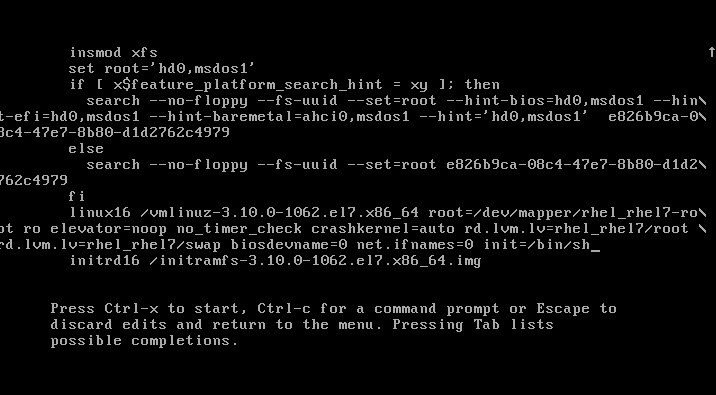 insmod xfs
set root='hd0,msdos1'
if [ x$feature_platform_search_hint = xy ]; then
search --no-floppy --fs-uuid --set=root --hint-bios=hd0,msdos1 --hin\
t-efi=hd0,msdos1 --hint-baremetal=ahci0,msdos1 --hint='hd0,msdos1'  e826b9ca-0\
8c4-47e7-8b80-d1d2762c4979
else
search --no-floppy --fs-uuid --set=root e826b9ca-08c4-47e7-8b80-d1d2\
762c4979
fi
linux16 /vmlinuz-3.10.0-1062.el7.x86_64 root=/dev/mapper/rhel_rhel7-ro\
ot ro elevator=noop no_timer_check crashkernel=auto rd.lvm.lv=rhel_rhel7/root \
rd.lvm.lv=rhel_rhel7/swap biosdevname=0 net.ifnames=0 init=/bin/sh_
initrd16 /initramfs-3.10.0-1062.el7.x86_64.img
Press Ctrl-x to start, Ctrl-c for a command prompt or Escape to
discard edits and return to the menu. Pressing Tab lists
possible completions.